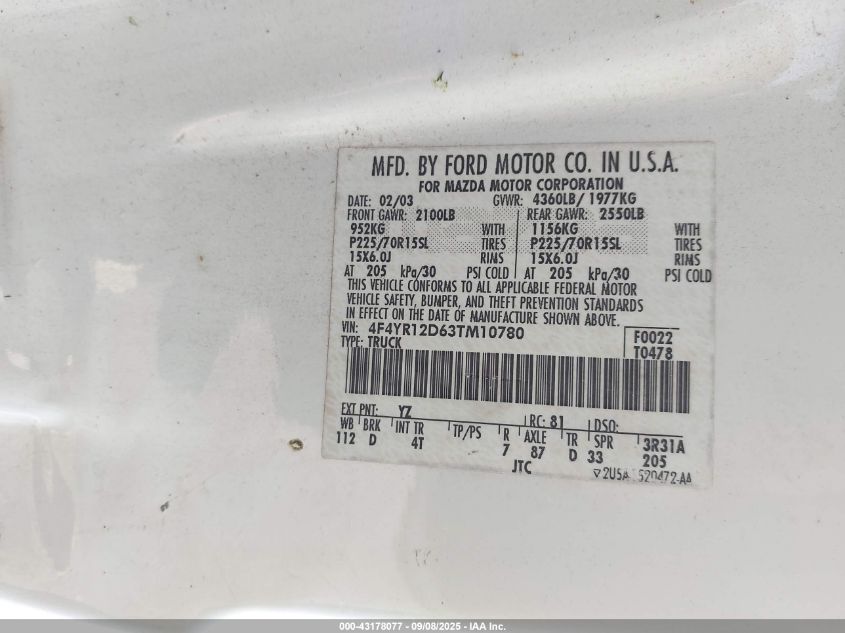 MFD. BY FORD MOTOR CO. IN U.S.A.
FOR MAZDA MOTOR CORPORATION
DATE: 02/03 GVWR: 4360LB/ 1977KG
FRONT GAWR: 2100LB REAR GAWR: 2550LB
952KG WITH 1156KG WITH
P225/70R15SL TIRES P225/70R15SL TIRES
15X6.0J RIMS 15X6.0J RIMS
AT 205 kPa/30 PSI COLD AT 205 kPa/30 PSI COLD
THIS VEHICLE CONFORMS TO ALL APPLICABLE FEDERAL MOTOR
VEHICLE SAFETY, BUMPER, AND THEFT PREVENTION STANDARDS
IN EFFECT ON THE DATE OF MANUFACTURE SHOWN ABOVE.
VIN: 4F4YR12D63TM10780 F0022
TYPE: TRUCK T0478
EXT PNT: YZ RC: 81 DSO:
WB BRK INT TR TP/PS R AXLE TR SPR 3R31A
112 D 4T 7 87 D 33 205
JTC 520472-AA
000-43178077 - 09/08/2025 - IAA Inc.